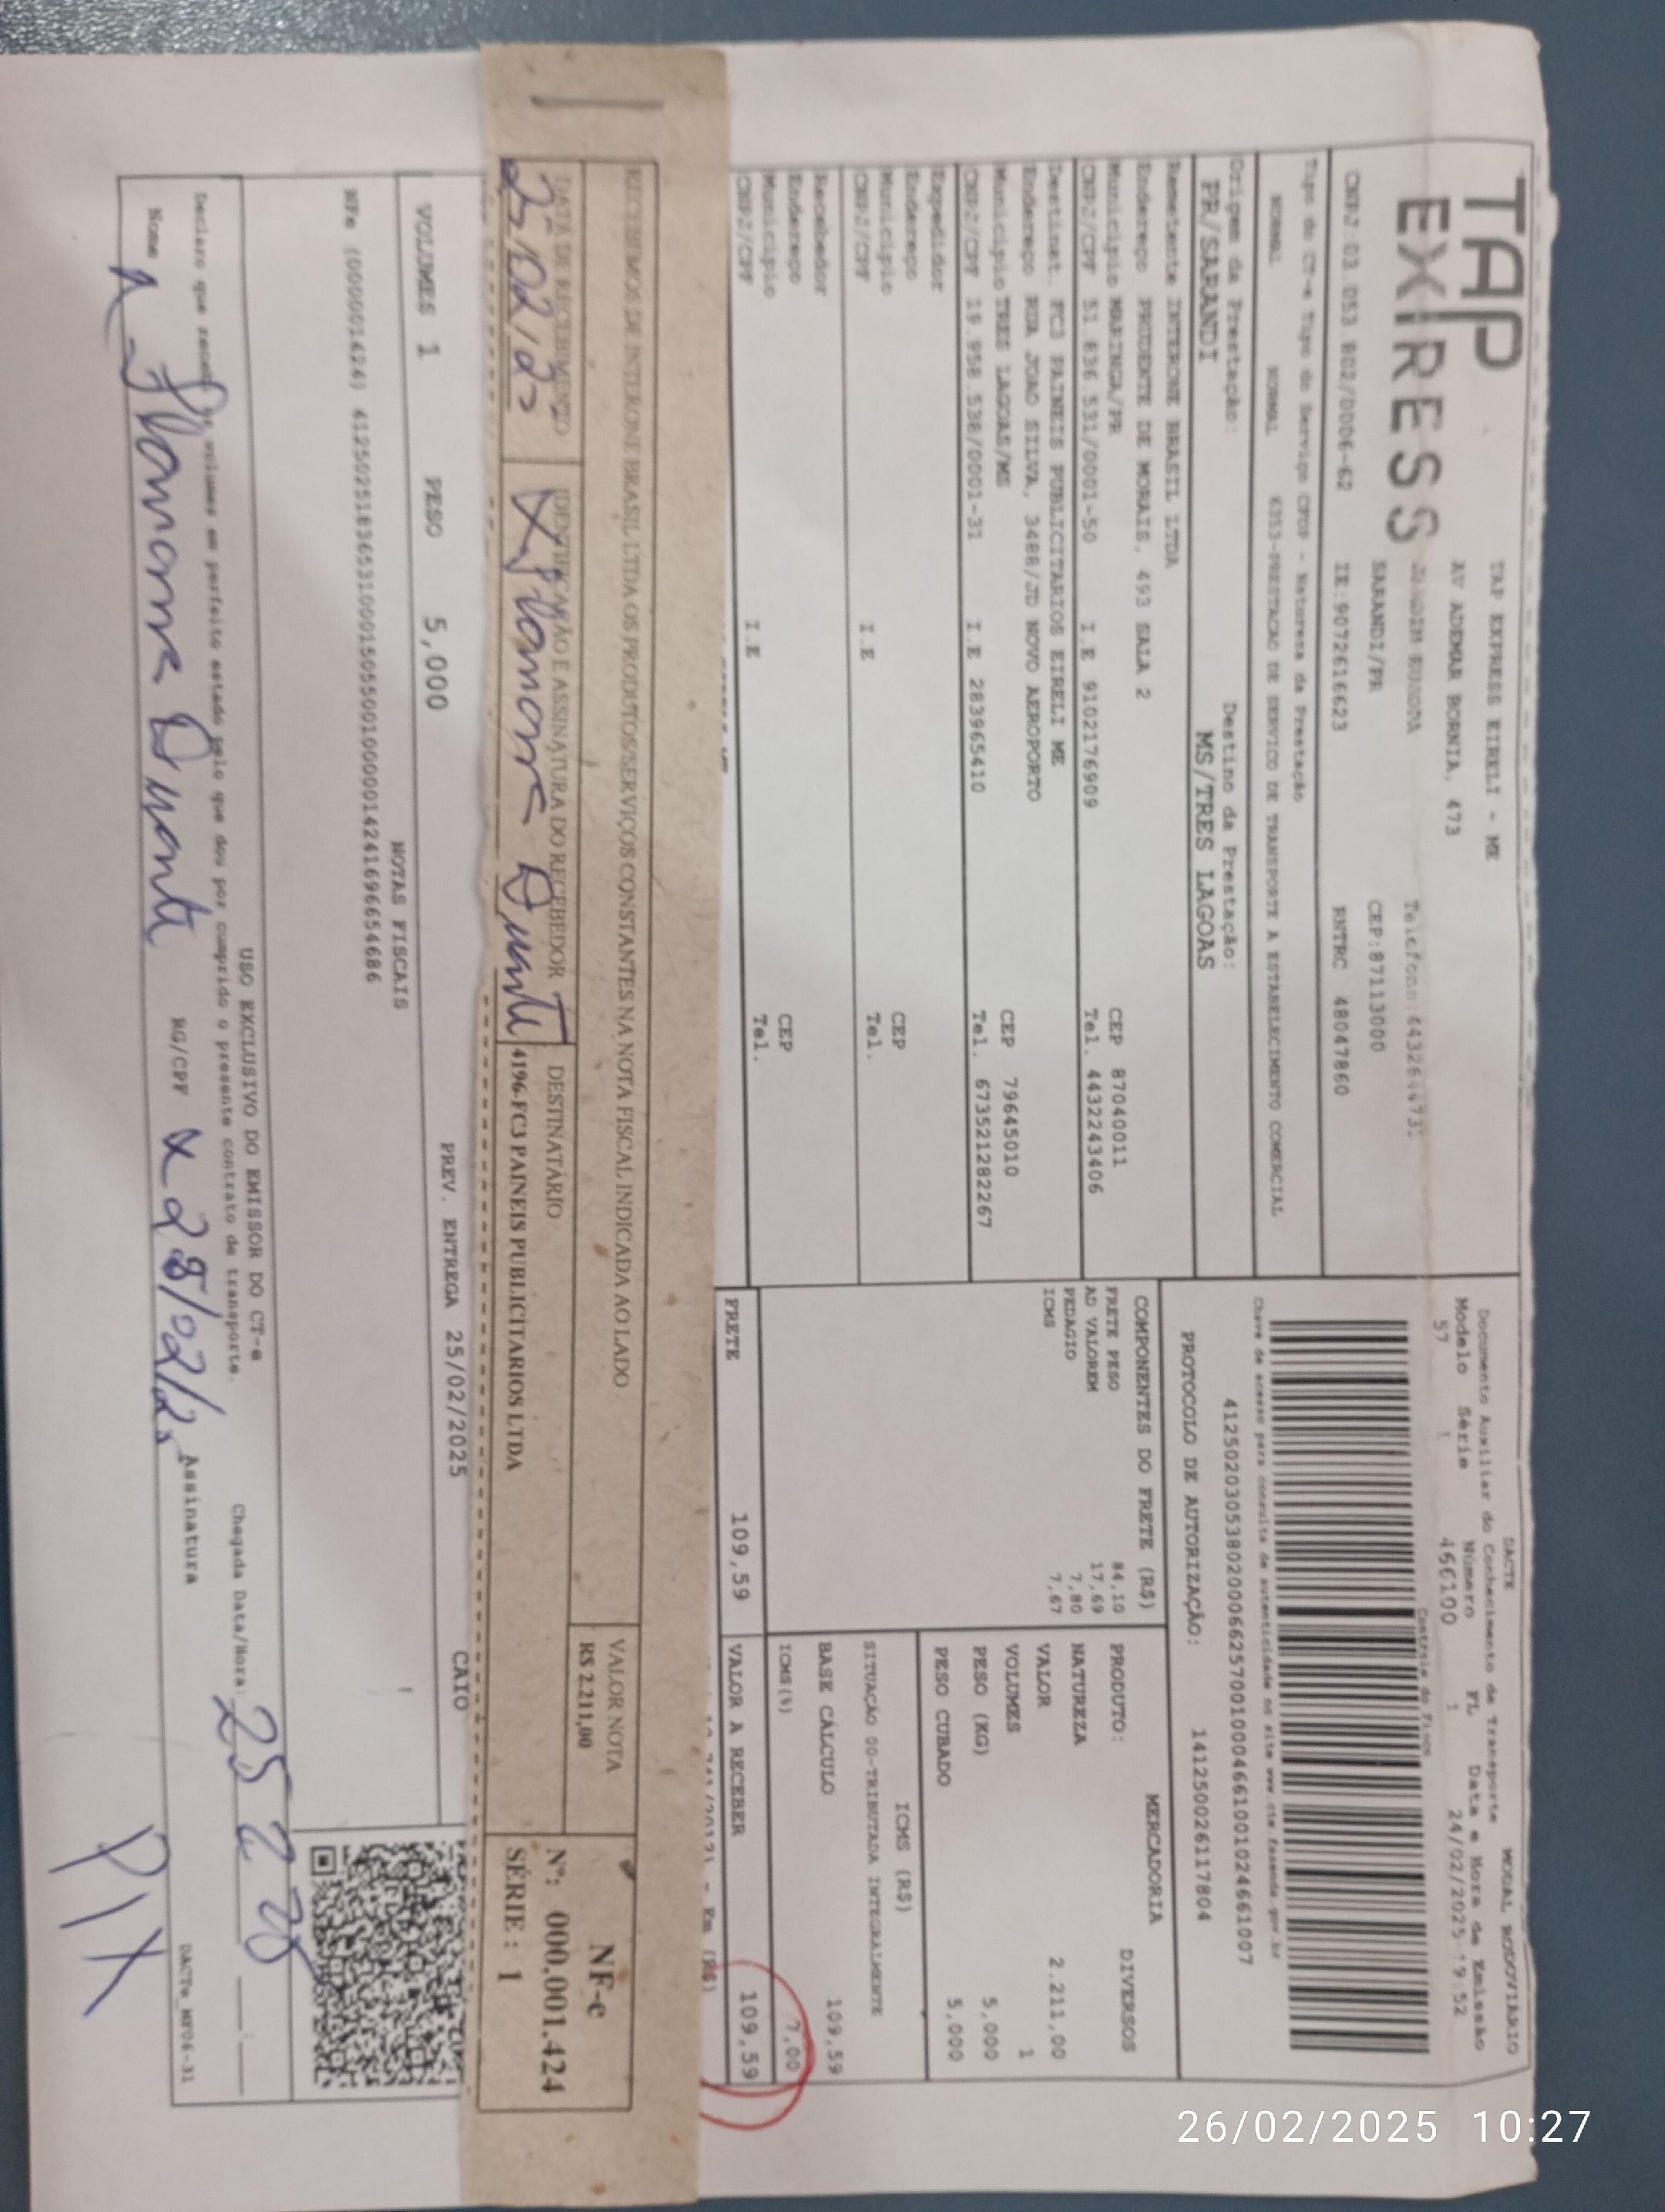 TAP
EXPRESS
TAP EXPRESS EIRELI - ME
AV ADEMAR BORNIA, 473
JARDIM EUROPA Telefone:4432644731
SARANDI/PR CEP:87113000
CNPJ:03.053.802/0006-62 IE:9072616623 RNTRC 48047860
DACTE MODAL RODOVIÁRIO
Documento Auxiliar do Conhecimento de Transporte
Modelo Série Número FL Data e Hora de Emissão
57 1 466100 1 24/02/2025 19:52
Controle do Fisco
Tipo do CT-e Tipo do Serviço CFOP - Natureza da Prestação
NORMAL NORMAL 6353-PRESTACAO DE SERVICO DE TRANSPORTE A ESTABELECIMENTO COMERCIAL
Chave de acesso para consulta de autenticidade no site www.cte.fazenda.gov.br
41250203053802000662570010004661001024661007
Origem da Prestação: Destino da Prestação:
PR/SARANDI MS/TRES LAGOAS
PROTOCOLO DE AUTORIZAÇÃO: 141250026117804
Remetente INTERONE BRASIL LTDA
Endereço PRUDENTE DE MORAIS, 493 SALA 2
Município MARINGA/PR CEP 87040011
CNPJ/CPF 51.836.531/0001-50 I.E 9102176909 Tel. 4432243406
Destinat. FC3 PAINEIS PUBLICITARIOS EIRELI ME
Endereço RUA JOAO SILVA, 3488/JD NOVO AEROPORTO
Município TRES LAGOAS/MS CEP 79645010
CNPJ/CPF 19.958.538/0001-31 I.E 283965410 Tel. 673521282267
Expedidor
Endereço
Município CEP
CNPJ/CPF I.E Tel.
Recebedor
Endereço
Município CEP
CNPJ/CPF I.E Tel.
COMPONENTES DO FRETE (R$)
FRETE PESO 84,10
AD VALOREM 17,69
PEDAGIO 7,80
ICMS 7,67
MERCADORIA
PRODUTO: DIVERSOS
NATUREZA
VALOR 2.211,00
VOLUMES 1
PESO (KG) 5,000
PESO CUBADO 5,000
ICMS (R$)
SITUAÇÃO 00-TRIBUTADA INTEGRALMENTE
BASE CÁLCULO 109,59
ICMS(%) 7,00
FRETE 109,59 VALOR A RECEBER 109,59
RECEBEMOS DE INTERONE BRASIL LTDA OS PRODUTOS/SERVIÇOS CONSTANTES NA NOTA FISCAL INDICADA AO LADO
VALOR NOTA
R$ 2.211,00
NF-e
Nº: 000.001.424
SÉRIE : 1
DATA DE RECEBIMENTO IDENTIFICAÇÃO E ASSINATURA DO RECEBEDOR DESTINATÁRIO
4196-FC3 PAINEIS PUBLICITARIOS LTDA
VOLUMES 1 PESO 5,000 PREV. ENTREGA 25/02/2025 CAIO
NOTAS FISCAIS
NFe (000001424) 41250251836531000150550010000014241696654686
USO EXCLUSIVO DO EMISSOR DO CT-e
Declaro que recebi os volumes em perfeito estado pelo que dou por cumprido o presente contrato de transporte. Chegada Data/Hora: 25 2 25
Nome RG/CPF Assinatura
DACTe_MF06-31
PIX
26/02/2025 10:27